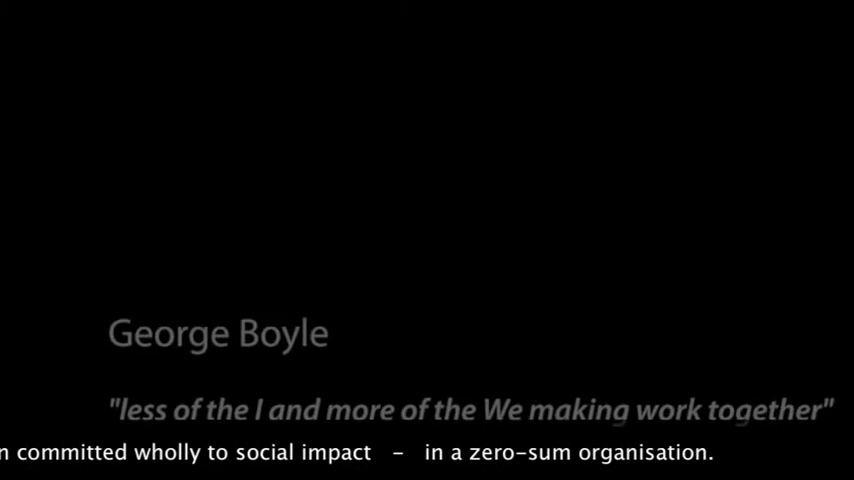 George Boyle
"less of the I and more of the We making work together"
committed wholly to social impact - in a zero-sum organisation.